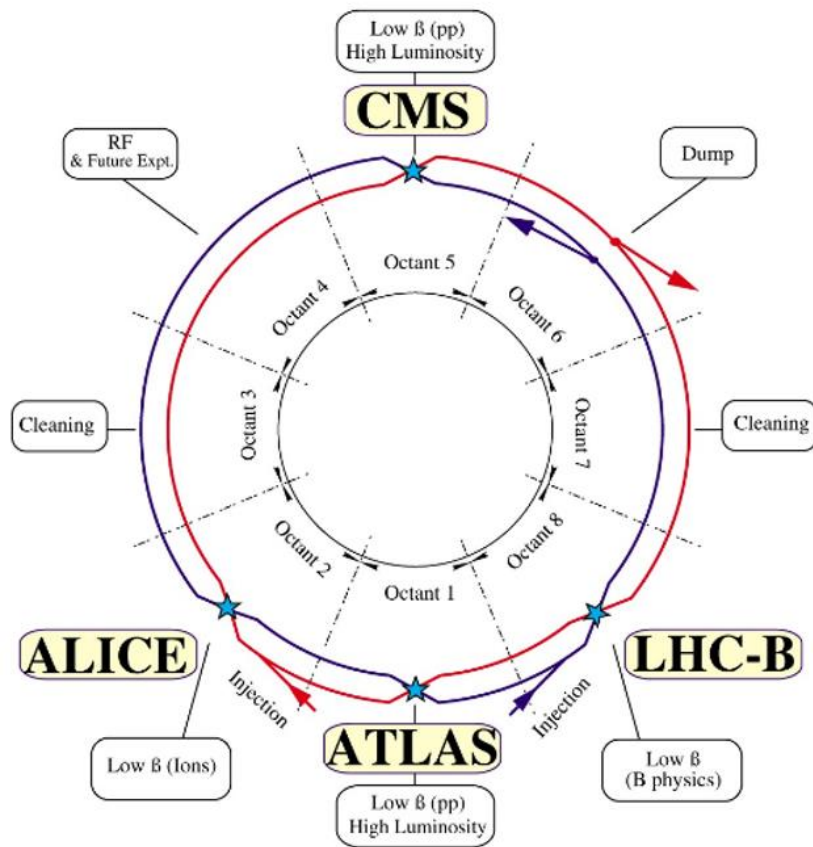 Low ß (pp)
High Luminosity
CMS
RF
& Future Expt.
Dump
Octant 5
Octant 4
Octant 6
Cleaning
Octant 3
Octant 7
Cleaning
Octant 2
Octant 8
Octant 1
ALICE
LHC-B
Injection
Injection
ATLAS
Low ß (Ions)
Low ß
(B physics)
Low ß (pp)
High Luminosity